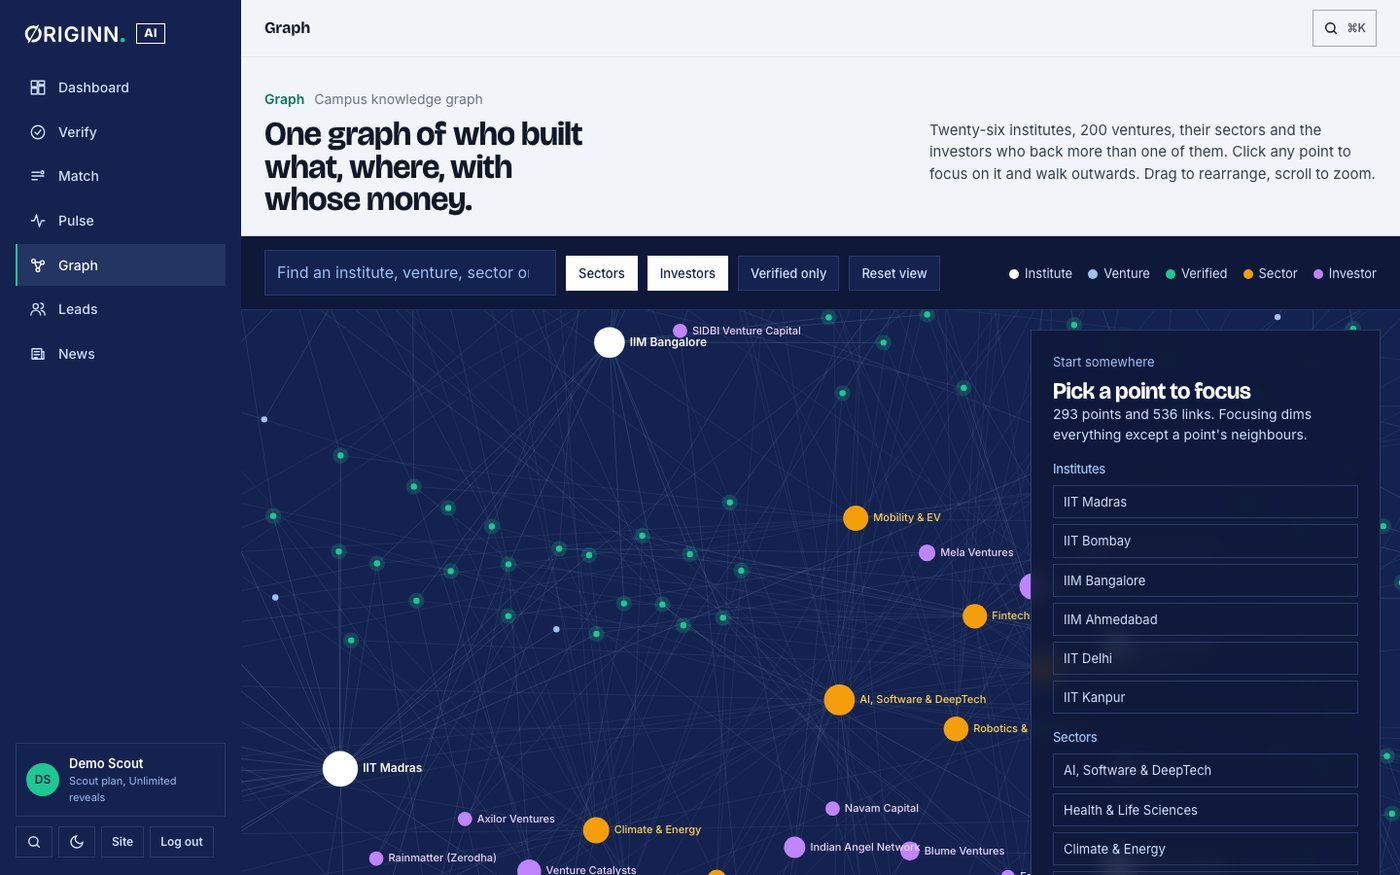 ØRIGINN. AI
Dashboard
Verify
Match
Pulse
Graph
Leads
News
DS
Demo Scout
Scout plan, Unlimited
reveals
Site
Log out
Graph
⌘K
Graph Campus knowledge graph
One graph of who built
what, where, with
whose money.
Twenty-six institutes, 200 ventures, their sectors and the
investors who back more than one of them. Click any point to
focus on it and walk outwards. Drag to rearrange, scroll to zoom.
Find an institute, venture, sector
Sectors
Investors
Verified only
Reset view
Institute
Venture
Verified
Sector
Investor
SIDBI Venture Capital
IIM Bangalore
Mobility & EV
Mela Ventures
Fintech
AI, Software & DeepTech
Robotics &
IIT Madras
Navam Capital
Axilor Ventures
Climate & Energy
Indian Angel Network
Blume Ventures
Rainmatter (Zerodha)
Venture Catalysts
Start somewhere
Pick a point to focus
293 points and 536 links. Focusing dims
everything except a point's neighbours.
Institutes
IIT Madras
IIT Bombay
IIM Bangalore
IIM Ahmedabad
IIT Delhi
IIT Kanpur
Sectors
AI, Software & DeepTech
Health & Life Sciences
Climate & Energy